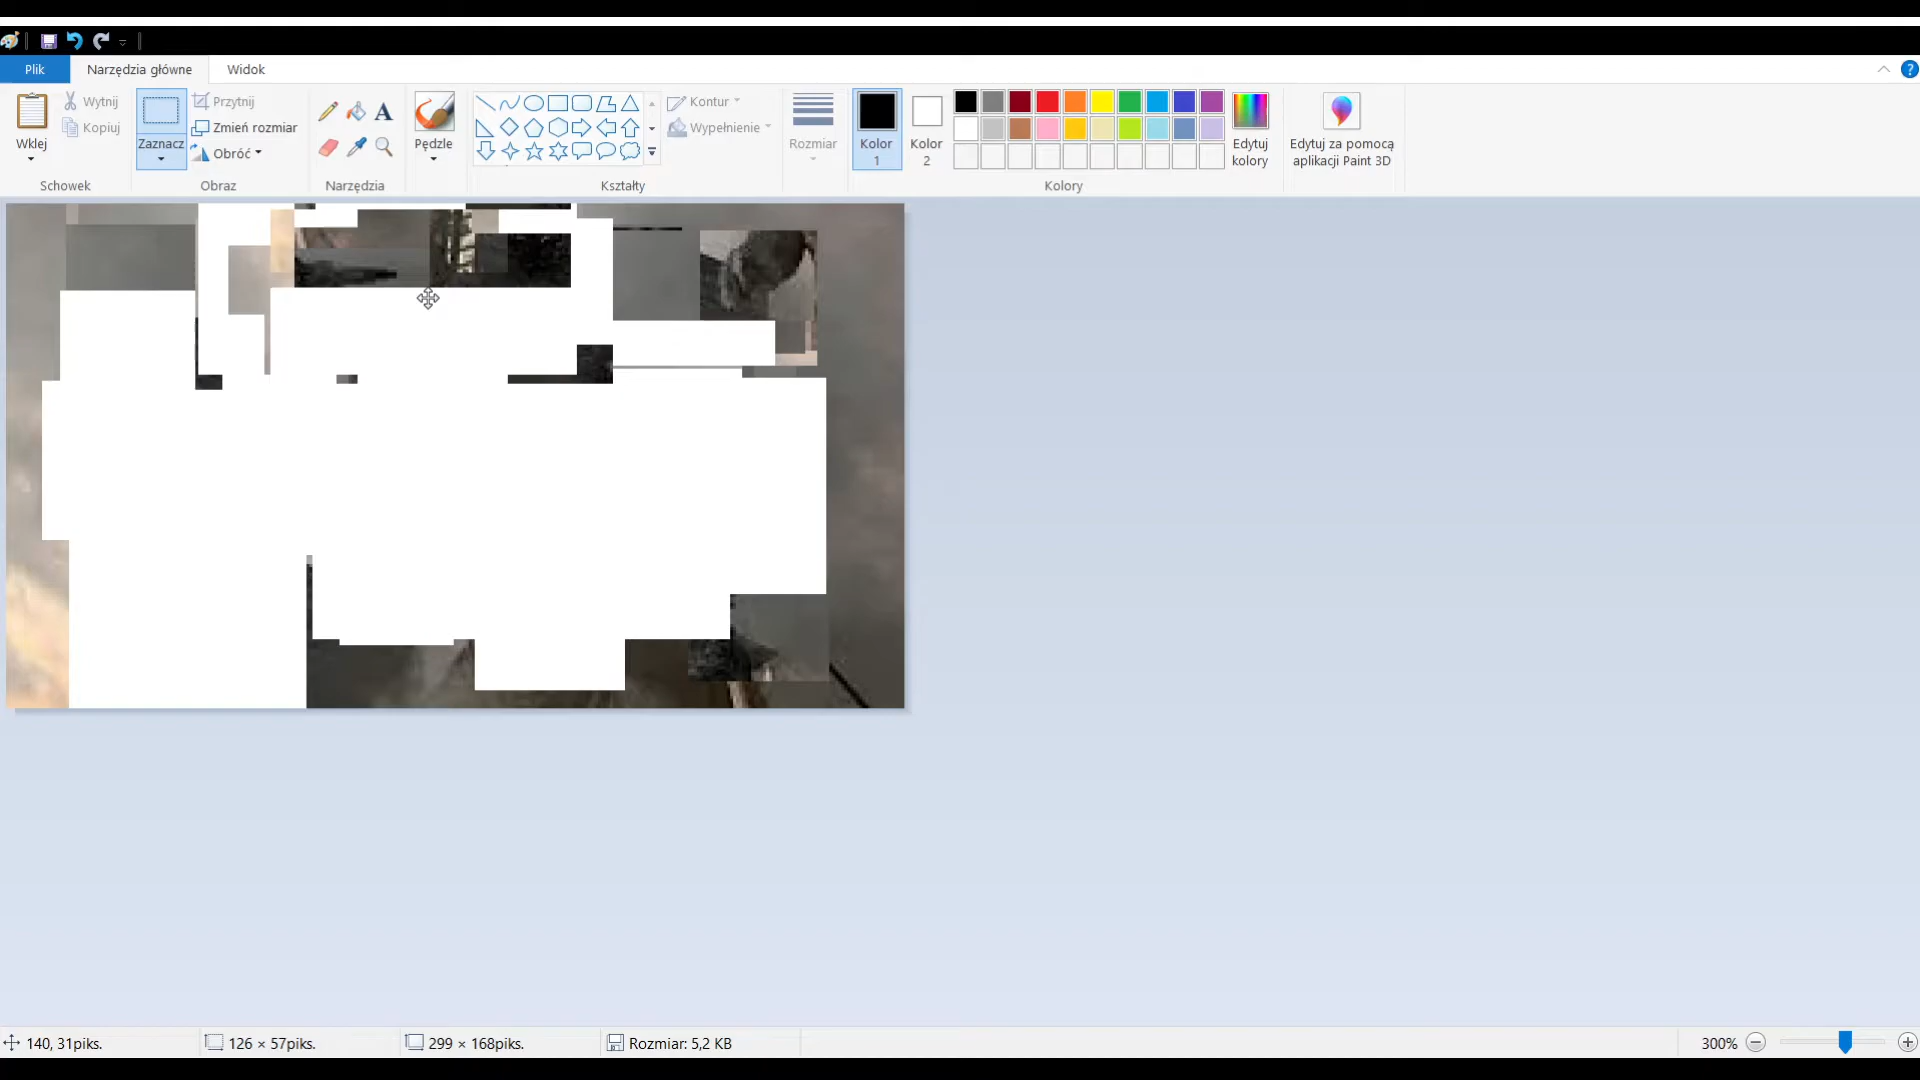 Plik Narzędzia główne Widok
Wklej
Wytnij
Kopiuj
Schowek
Zaznacz
Przytnij
Zmień rozmiar
Obróć
Obraz
A
Narzędzia
Pędzle
Kontur
Wypełnienie
Kształty
Rozmiar
Kolor
1
Kolor
2
Edytuj
kolory
Kolory
Edytuj za pomocą
aplikacji Paint 3D
?
140, 31piks. 126 × 57piks. 299 × 168piks. Rozmiar: 5,2 KB 300%